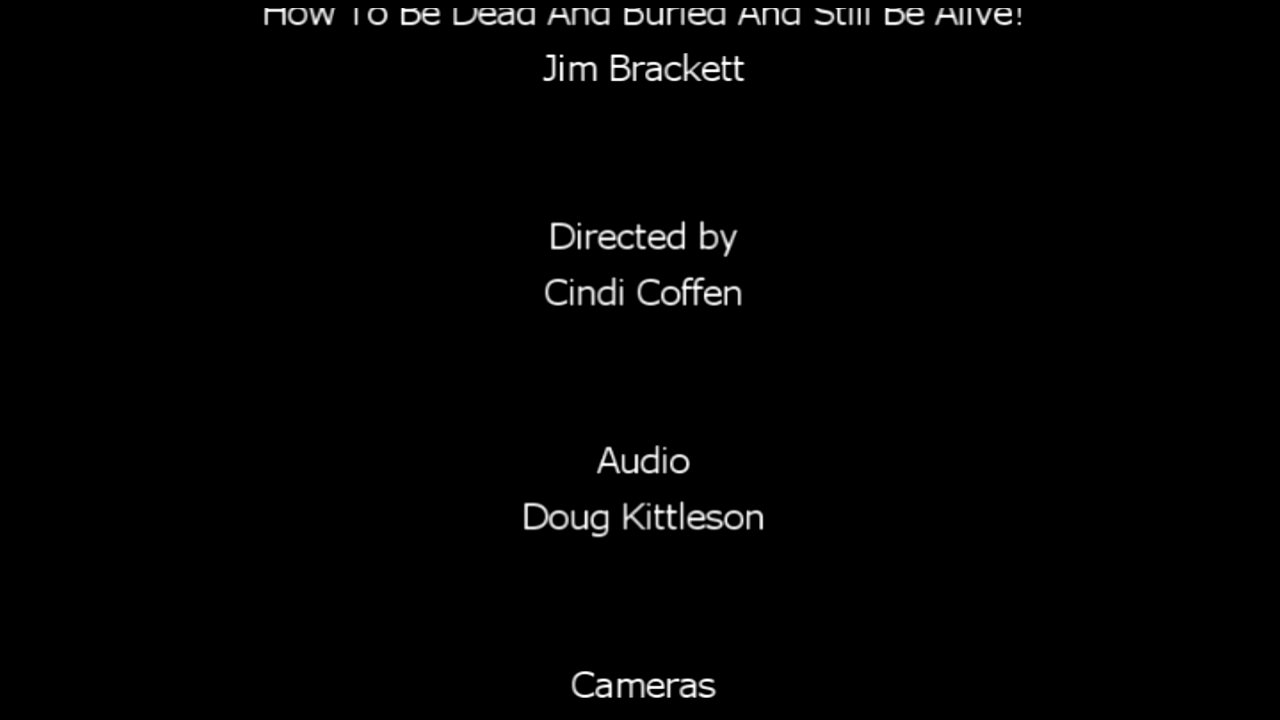 How To Be Dead And Buried And Still Be Alive!
Jim Brackett
Directed by
Cindi Coffen
Audio
Doug Kittleson
Cameras